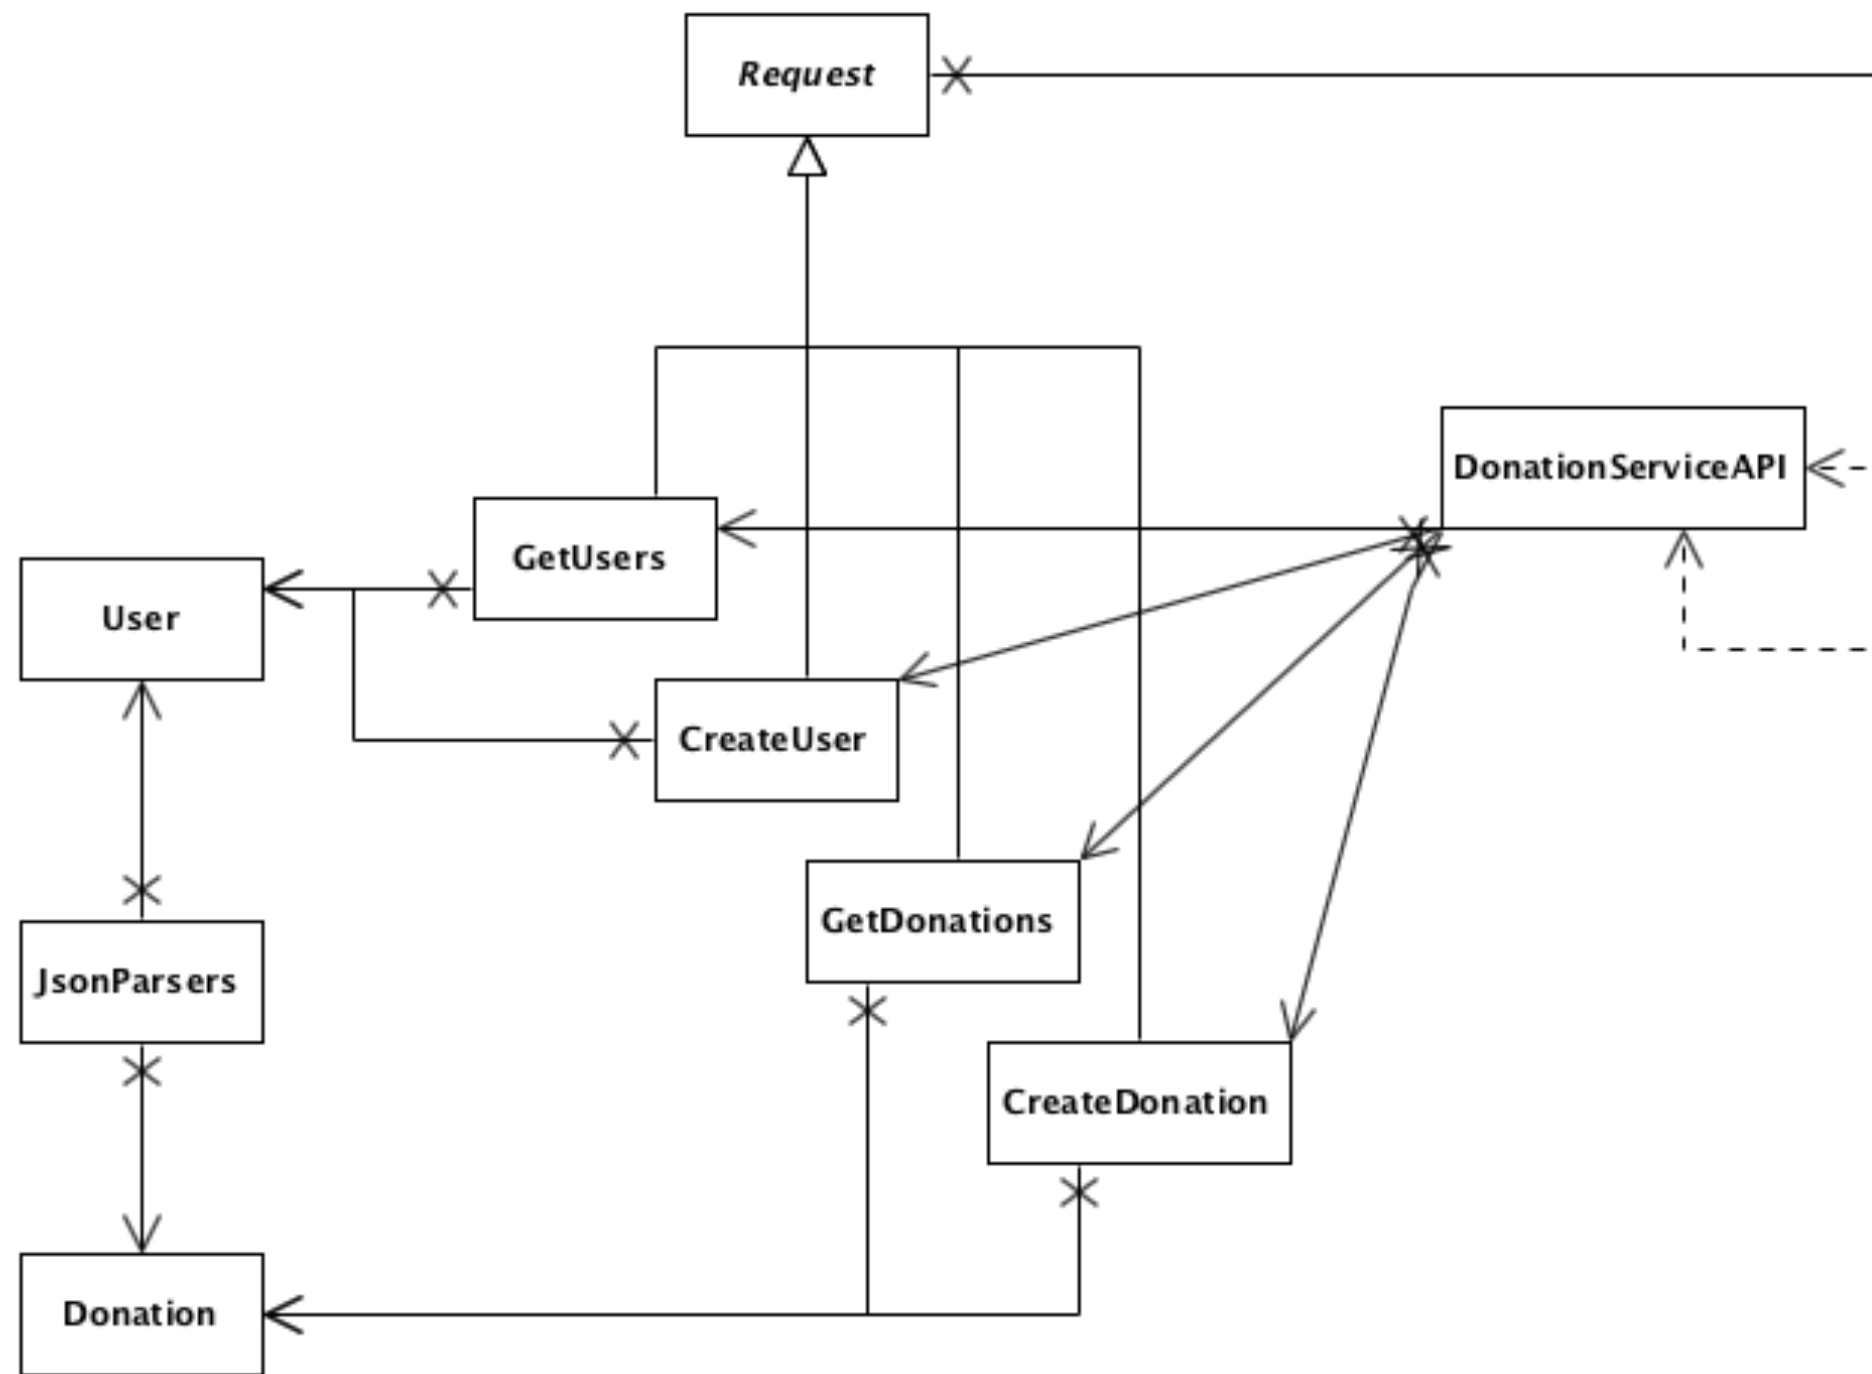 Request
DonationServiceAPI
GetUsers
User
CreateUser
GetDonations
JsonParsers
CreateDonation
Donation